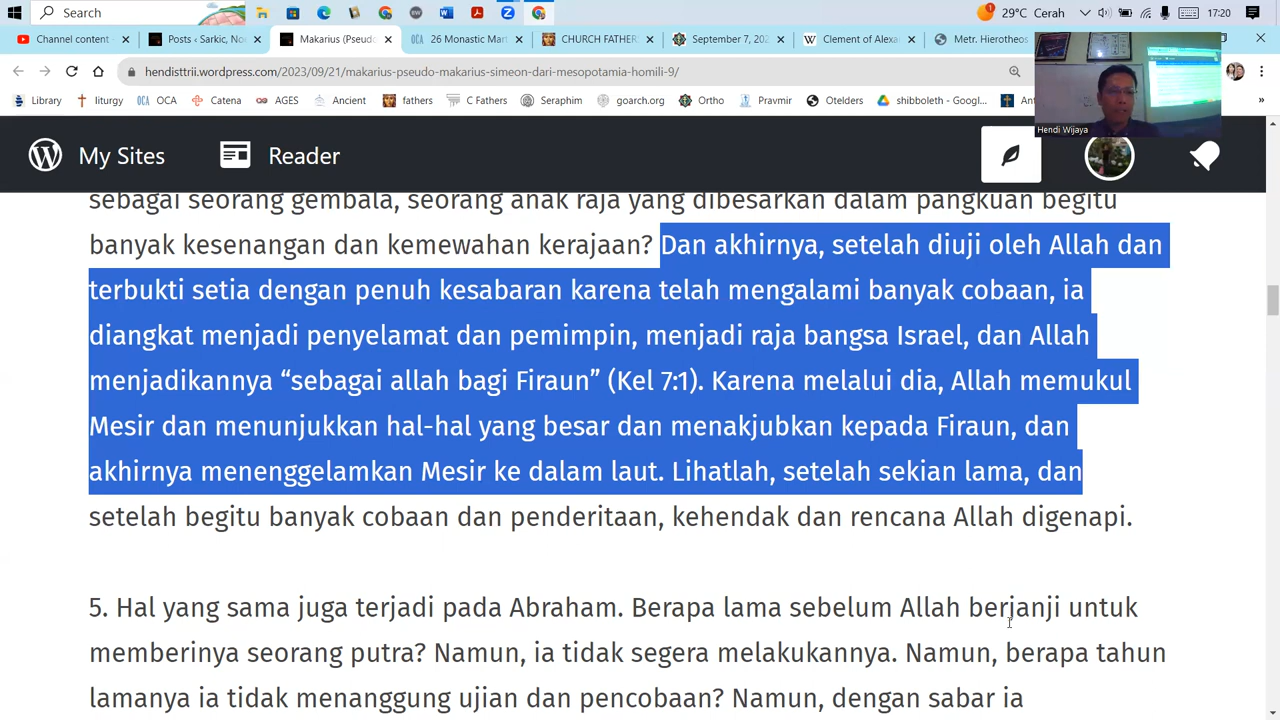 Search
29°C Cerah
17:20
Channel content -
Posts ‹ Sarkic, Noe
Makarius (Pseudo
26 Monastic Mart
CHURCH FATHERS
September 7, 202
Clement of Alexa
Metr. Hierotheos
hendisttrii.wordpress.com/2023/09/21/makarius-pseudo-makarius-simeon-dari-mesopotamia-homili-9/
Library
liturgy
OCA
Catena
AGES
Ancient
fathers
C Fathers
Seraphim
goarch.org
Ortho
Pravmir
Otelders
shibboleth - Googl...
»
Hendi Wijaya
My Sites
Reader
sebagai seorang gembala, seorang anak raja yang dibesarkan dalam pangkuan begitu
banyak kesenangan dan kemewahan kerajaan? Dan akhirnya, setelah diuji oleh Allah dan
terbukti setia dengan penuh kesabaran karena telah mengalami banyak cobaan, ia
diangkat menjadi penyelamat dan pemimpin, menjadi raja bangsa Israel, dan Allah
menjadikannya “sebagai allah bagi Firaun” (Kel 7:1). Karena melalui dia, Allah memukul
Mesir dan menunjukkan hal-hal yang besar dan menakjubkan kepada Firaun, dan
akhirnya menenggelamkan Mesir ke dalam laut. Lihatlah, setelah sekian lama, dan
setelah begitu banyak cobaan dan penderitaan, kehendak dan rencana Allah digenapi.
5. Hal yang sama juga terjadi pada Abraham. Berapa lama sebelum Allah berjanji untuk
memberinya seorang putra? Namun, ia tidak segera melakukannya. Namun, berapa tahun
lamanya ia tidak menanggung ujian dan pencobaan? Namun, dengan sabar ia